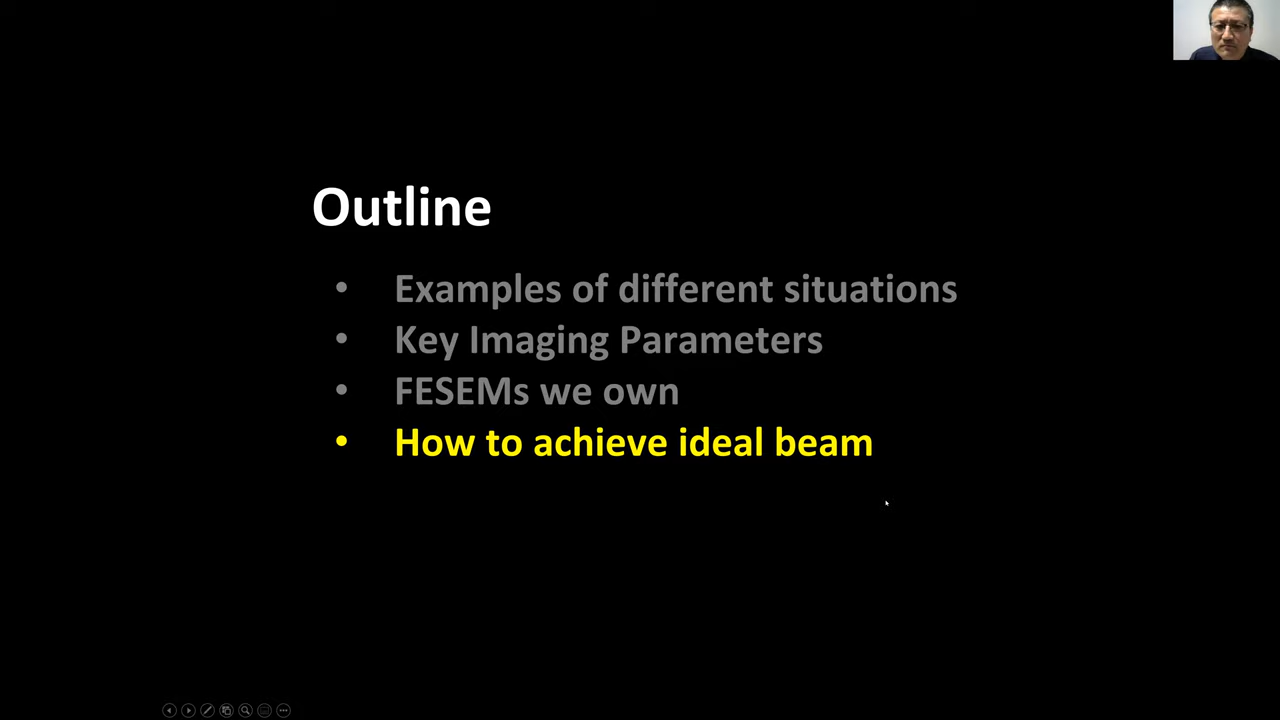 Outline
• Examples of different situations
• Key Imaging Parameters
• FESEMs we own
• How to achieve ideal beam